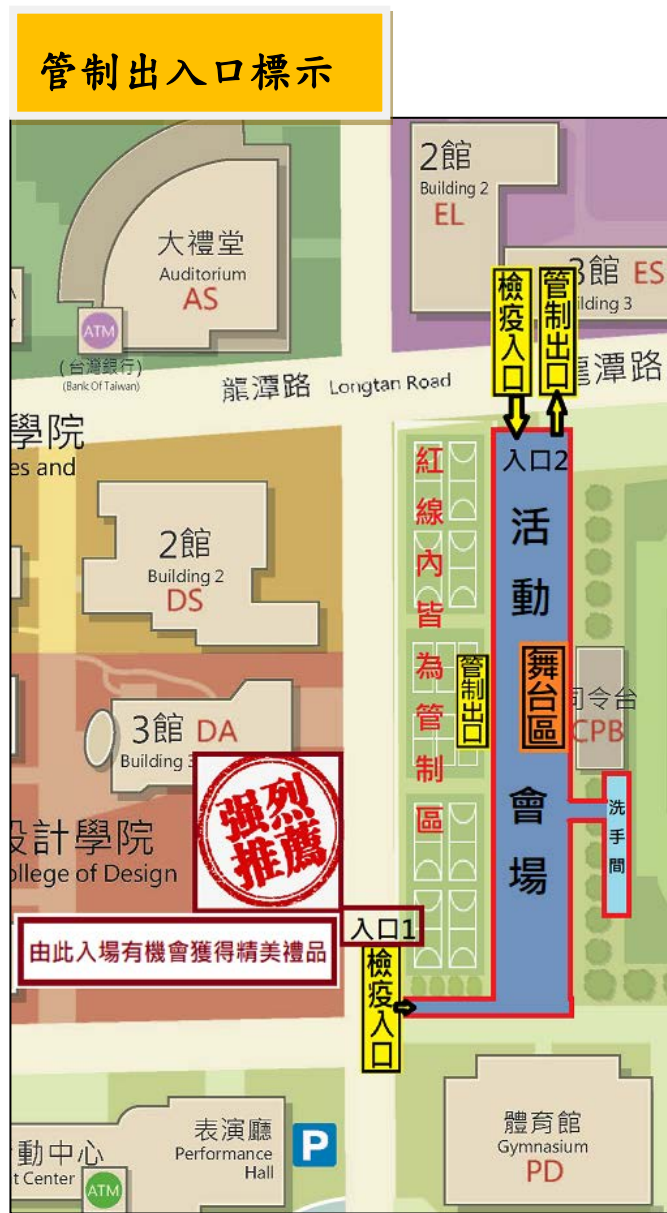 管制出入口標示
2館
Building 2
EL
大禮堂
Auditorium
AS
3館 ES
ilding 3
檢疫入口
管制出口
ATM
(台灣銀行)
(Bank Of Taiwan)
龍潭路 Longtan Road
龍潭路
學院
es and
入口2
紅線內皆為管制區
活動會場
2館
Building 2
DS
管制出口
舞台區
司令台
CPB
3館 DA
Building 3
强烈
推薦
洗手間
設計學院
ollege of Design
入口1
由此入場有機會獲得精美禮品
檢疫入口
表演廳
Performance
Hall
P
體育館
Gymnasium
PD
動中心
t Center
ATM